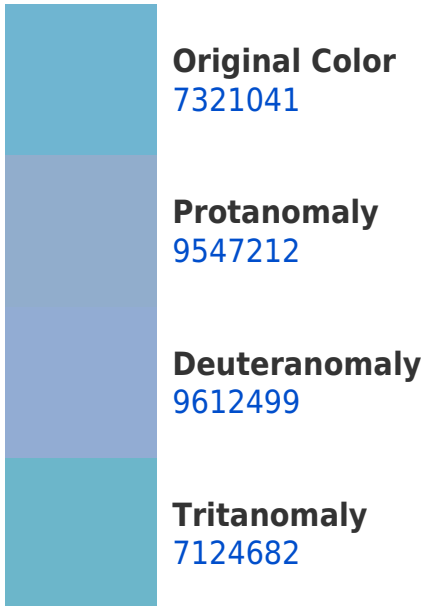 Original Color
7321041
Protanomaly
9547212
Deuteranomaly
9612499
Tritanomaly
7124682